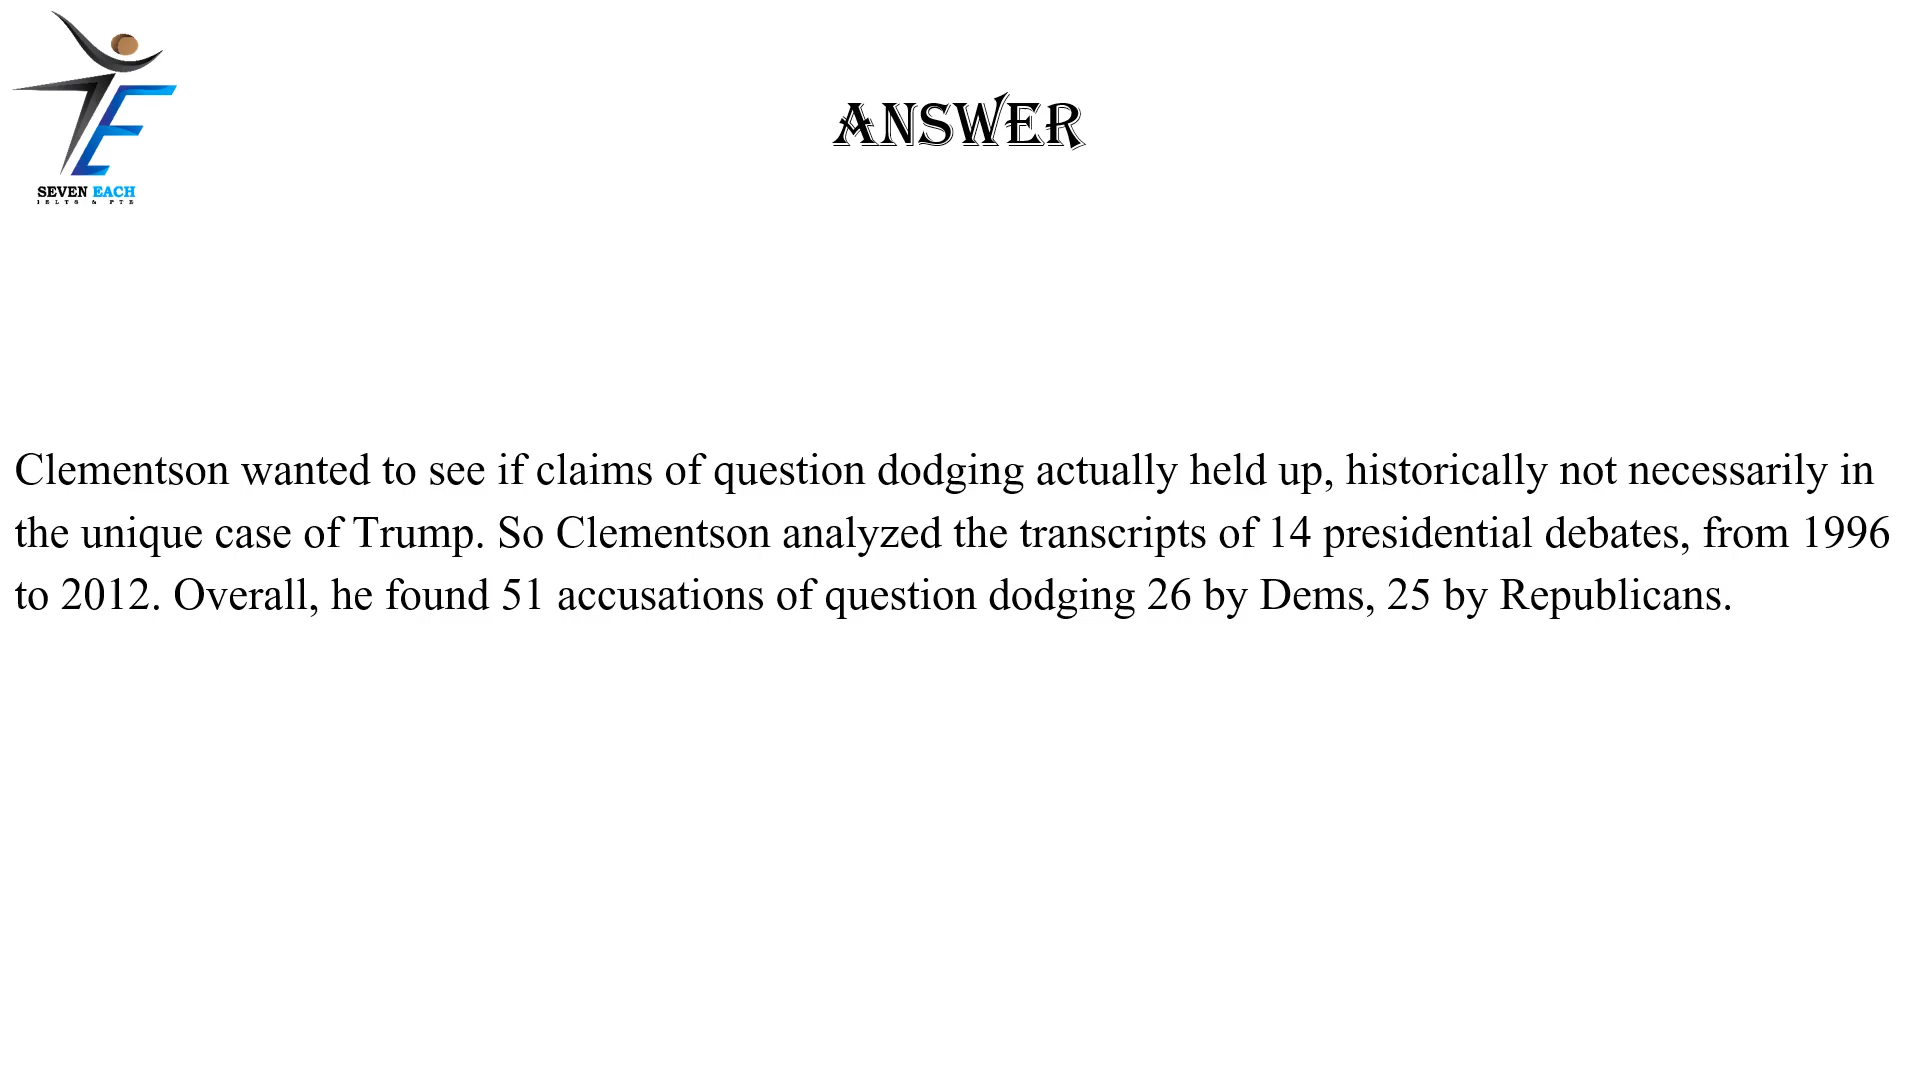 SEVEN EACH
IELTS & PTE
ANSWER
Clementson wanted to see if claims of question dodging actually held up, historically not necessarily in
the unique case of Trump. So Clementson analyzed the transcripts of 14 presidential debates, from 1996
to 2012. Overall, he found 51 accusations of question dodging 26 by Dems, 25 by Republicans.